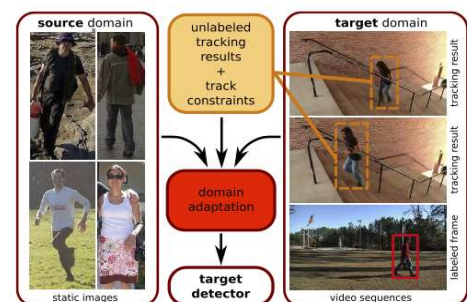 source domain
static images
unlabeled
tracking
results
+
track
constraints
domain
adaptation
target
detector
target domain
tracking result
tracking result
labeled frame
video sequences